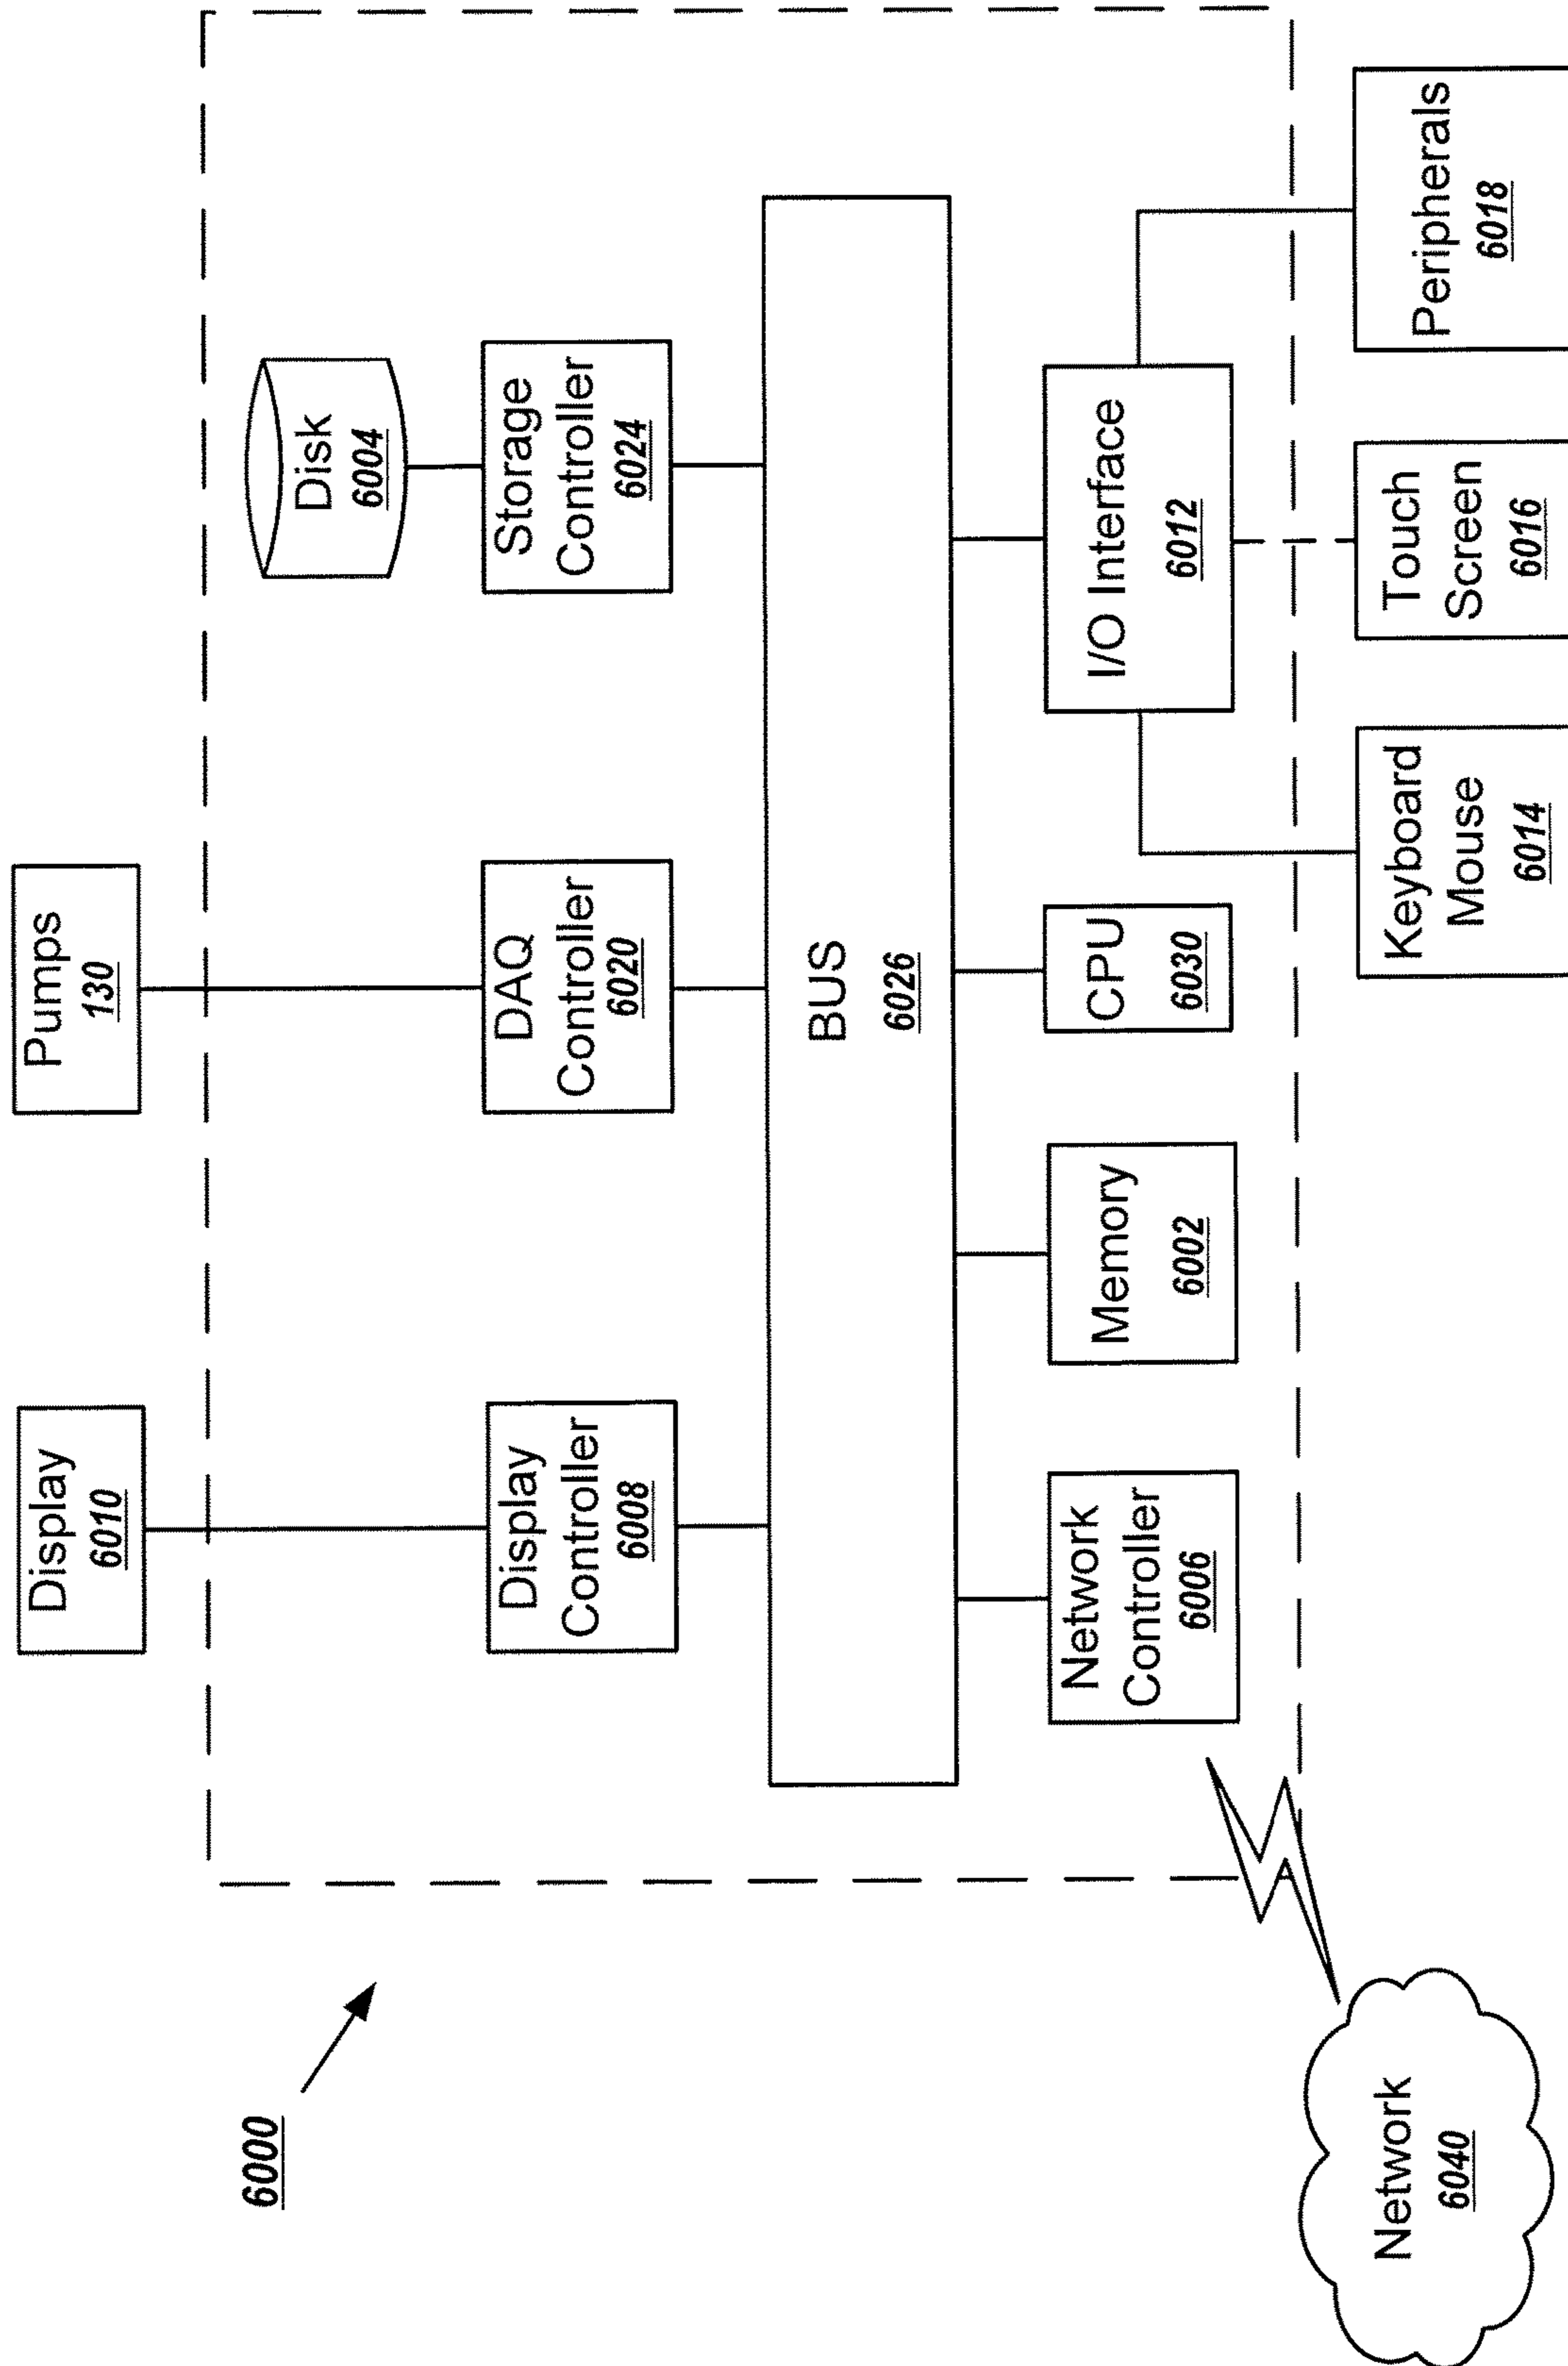 6000
Display
6010
Pumps
130
Disk
6004
Display
Controller
6008
DAQ
Controller
6020
Storage
Controller
6024
BUS
6026
Network
Controller
6006
Memory
6002
CPU
6030
I/O Interface
6012
Network
6040
Keyboard
Mouse
6014
Touch
Screen
6016
Peripherals
6018